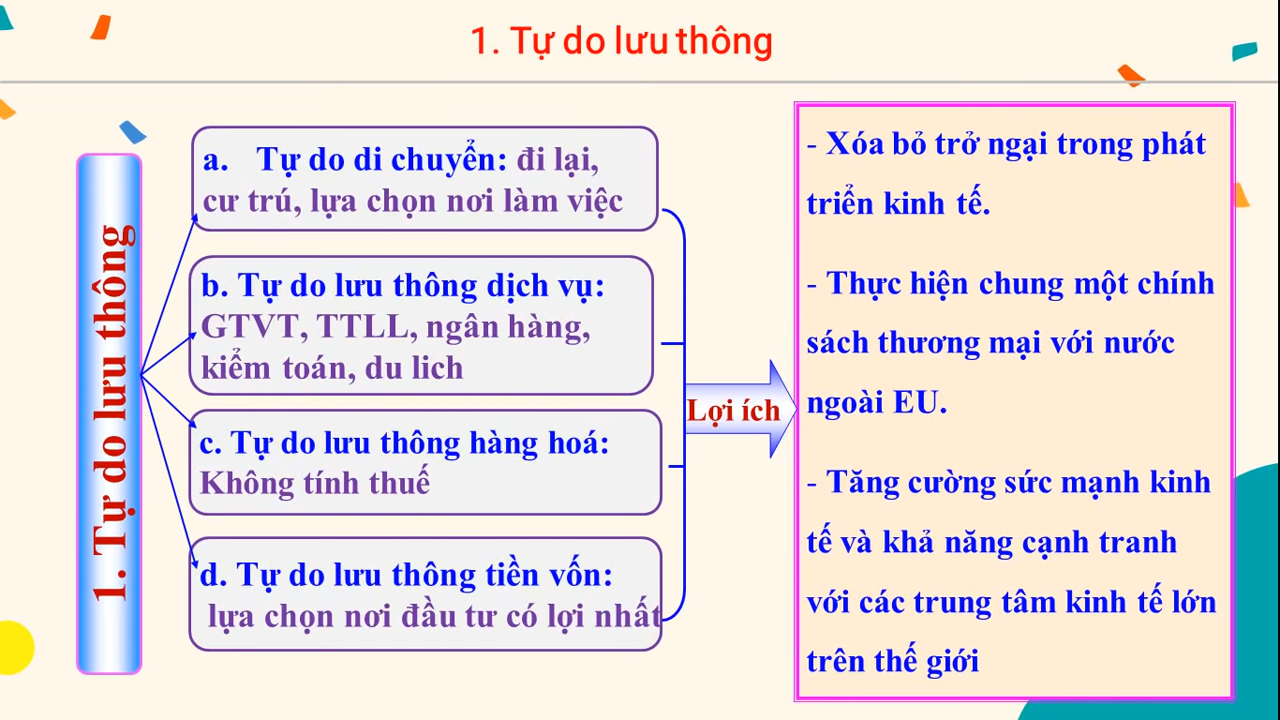 1. Tự do lưu thông
1. Tự do lưu thông
a. Tự do di chuyển: đi lại,
cư trú, lựa chọn nơi làm việc
b. Tự do lưu thông dịch vụ:
GTVT, TTLL, ngân hàng,
kiểm toán, du lich
c. Tự do lưu thông hàng hoá:
Không tính thuế
d. Tự do lưu thông tiền vốn:
lựa chọn nơi đầu tư có lợi nhất
Lợi ích
- Xóa bỏ trở ngại trong phát
triển kinh tế.
- Thực hiện chung một chính
sách thương mại với nước
ngoài EU.
- Tăng cường sức mạnh kinh
tế và khả năng cạnh tranh
với các trung tâm kinh tế lớn
trên thế giới